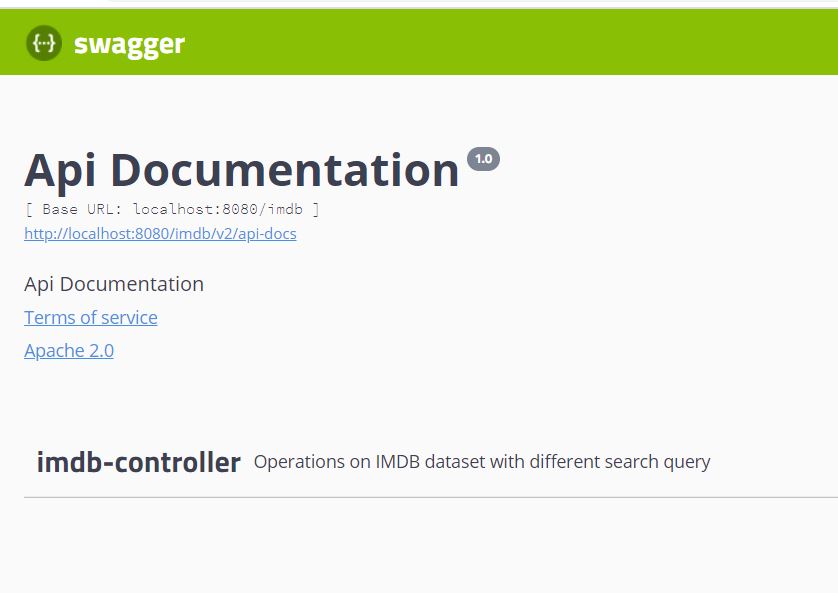 {··} swagger
Api Documentation 1.0
[ Base URL: localhost:8080/imdb ]
http://localhost:8080/imdb/v2/api-docs
Api Documentation
Terms of service
Apache 2.0
imdb-controller Operations on IMDB dataset with different search query